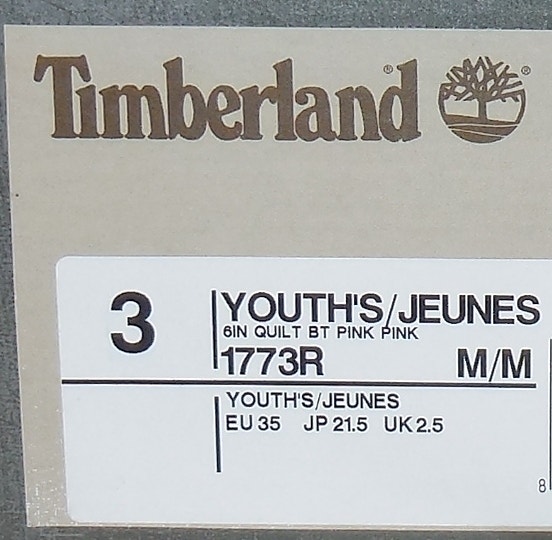 Timberland® ®
3
YOUTH'S/JEUNES
6IN QUILT BT PINK PINK
1773R M/M
YOUTH'S/JEUNES
EU 35 JP 21.5 UK 2.5
8